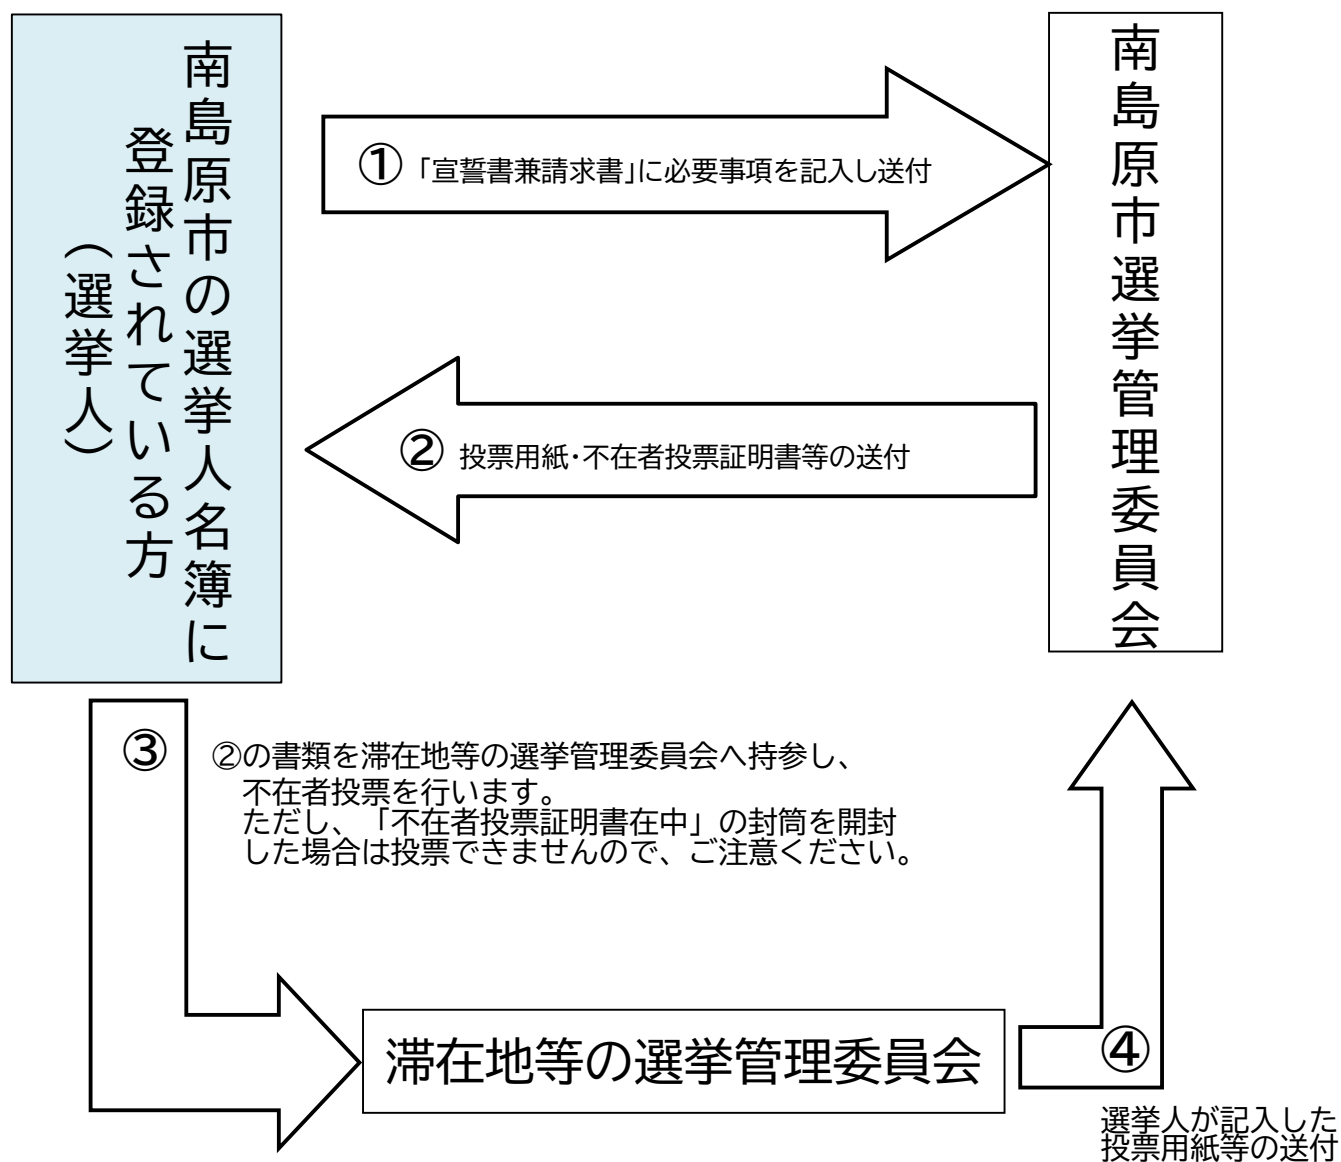 南島原市の選挙人名簿に
登録されている方
（選挙人）
① 「宣誓書兼請求書」に必要事項を記入し送付
南島原市選挙管理委員会
② 投票用紙・不在者投票証明書等の送付
③
②の書類を滞在地等の選挙管理委員会へ持参し、
不在者投票を行います。
ただし、「不在者投票証明書在中」の封筒を開封
した場合は投票できませんので、ご注意ください。
滞在地等の選挙管理委員会
④
選挙人が記入した
投票用紙等の送付